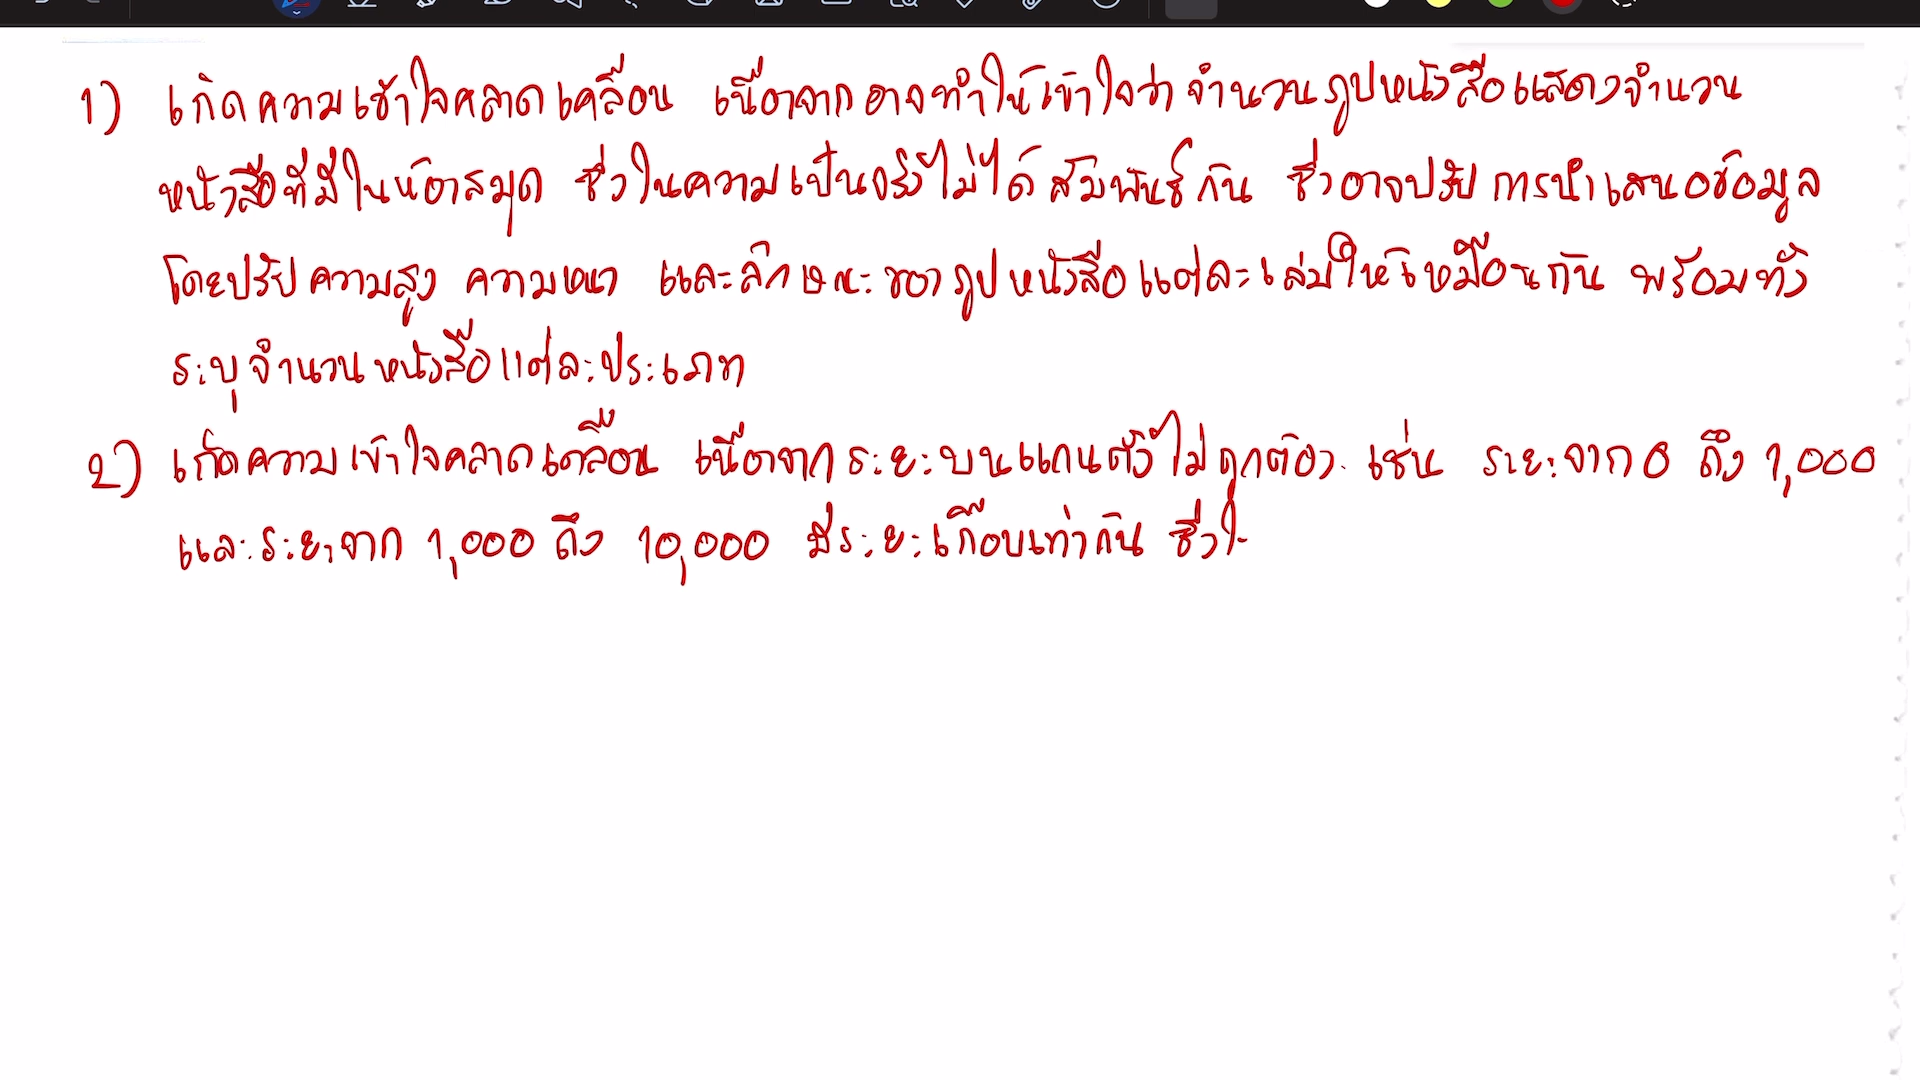 1) เกิดความเข้าใจคลาดเคลื่อน เนื่องจากอาจทำให้เข้าใจว่าจำนวนรูปหนังสือแสดงจำนวน
หนังสือที่มีในห้องสมุด ซึ่งในความเป็นจริงไม่ได้สัมพันธ์กัน ซึ่งอาจปรับการนำเสนอข้อมูล
โดยปรับความสูง ความหนา และลักษณะของรูปหนังสือแต่ละเล่มให้เหมือนกัน พร้อมทั้ง
ระบุจำนวนหนังสือแต่ละประเภท
2) เกิดความเข้าใจคลาดเคลื่อน เนื่องจากระยะบนแกนตั้งไม่ถูกต้อง เช่น ระยะจาก 0 ถึง 1,000
และระยะจาก 1,000 ถึง 10,000 มีระยะเกือบเท่ากัน ซึ่งใ